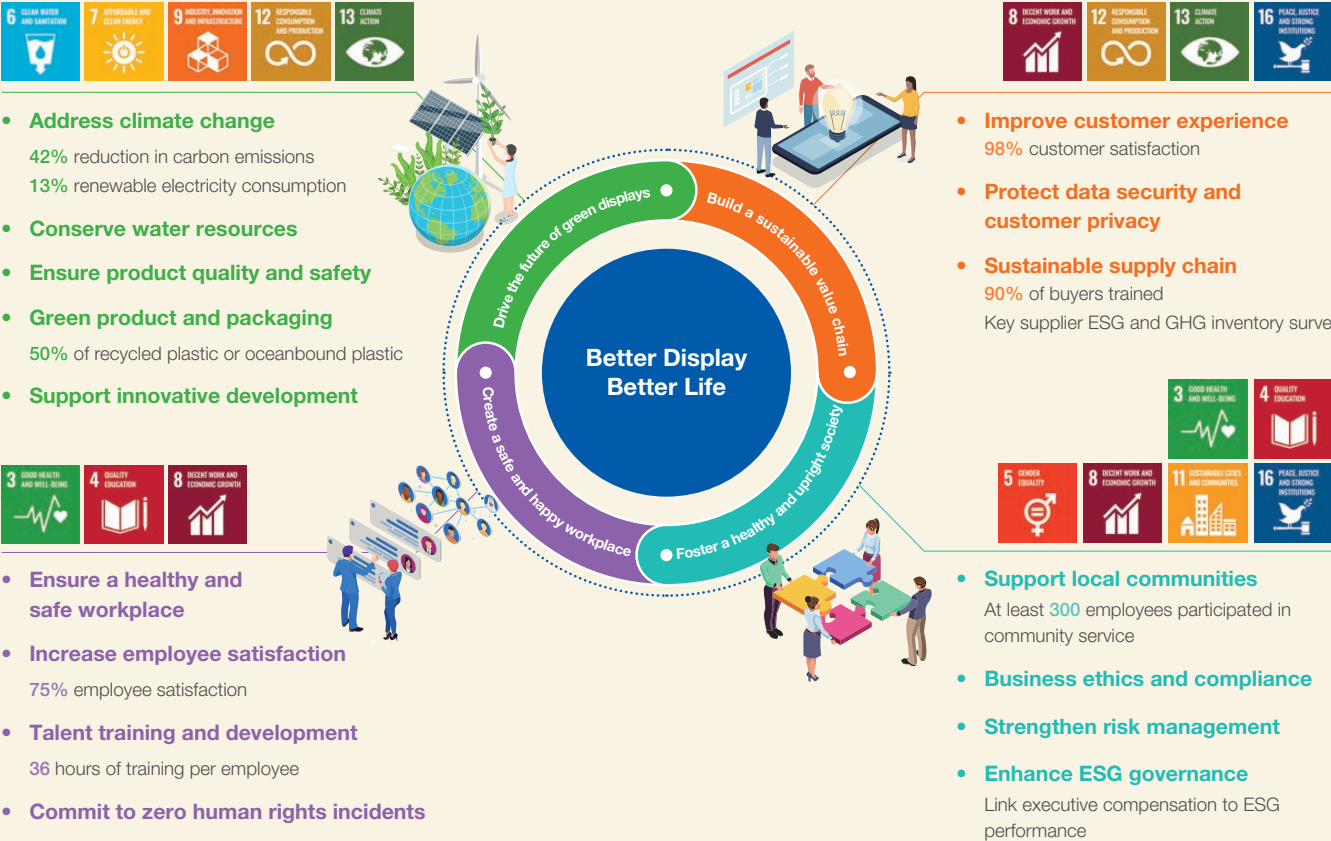 6 CLEAN WATER
AND SANITATION
7 AFFORDABLE AND
CLEAN ENERGY
9 INDUSTRY, INNOVATION
AND INFRASTRUCTURE
12 RESPONSIBLE
CONSUMPTION
AND PRODUCTION
13 CLIMATE
ACTION
• Address climate change
42% reduction in carbon emissions
13% renewable electricity consumption
• Conserve water resources
• Ensure product quality and safety
• Green product and packaging
50% of recycled plastic or oceanbound plastic
• Support innovative development
8 DECENT WORK AND
ECONOMIC GROWTH
12 RESPONSIBLE
CONSUMPTION
AND PRODUCTION
13 CLIMATE
ACTION
16 PEACE, JUSTICE
AND STRONG
INSTITUTIONS
• Improve customer experience
98% customer satisfaction
• Protect data security and
customer privacy
• Sustainable supply chain
90% of buyers trained
Key supplier ESG and GHG inventory surve
Drive the future of green displays
Build a sustainable value chain
Better Display
Better Life
Create a safe and happy workplace
Foster a healthy and upright society
3 GOOD HEALTH
AND WELL-BEING
4 QUALITY
EDUCATION
8 DECENT WORK AND
ECONOMIC GROWTH
• Ensure a healthy and
safe workplace
• Increase employee satisfaction
75% employee satisfaction
• Talent training and development
36 hours of training per employee
• Commit to zero human rights incidents
3 GOOD HEALTH
AND WELL-BEING
4 QUALITY
EDUCATION
5 GENDER
EQUALITY
8 DECENT WORK AND
ECONOMIC GROWTH
11 SUSTAINABLE CITIES
AND COMMUNITIES
16 PEACE, JUSTICE
AND STRONG
INSTITUTIONS
• Support local communities
At least 300 employees participated in
community service
• Business ethics and compliance
• Strengthen risk management
• Enhance ESG governance
Link executive compensation to ESG
performance